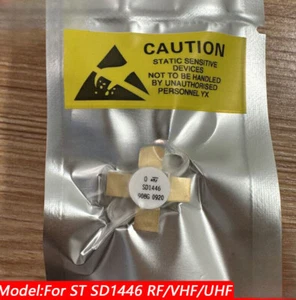 CAUTION
STATIC SENSITIVE
DEVICES
NOT TO BE HANDLED
BY UNAUTHORISED
PERSONNEL YX
SD1446
Model:For ST SD1446 RF/VHF/UHF